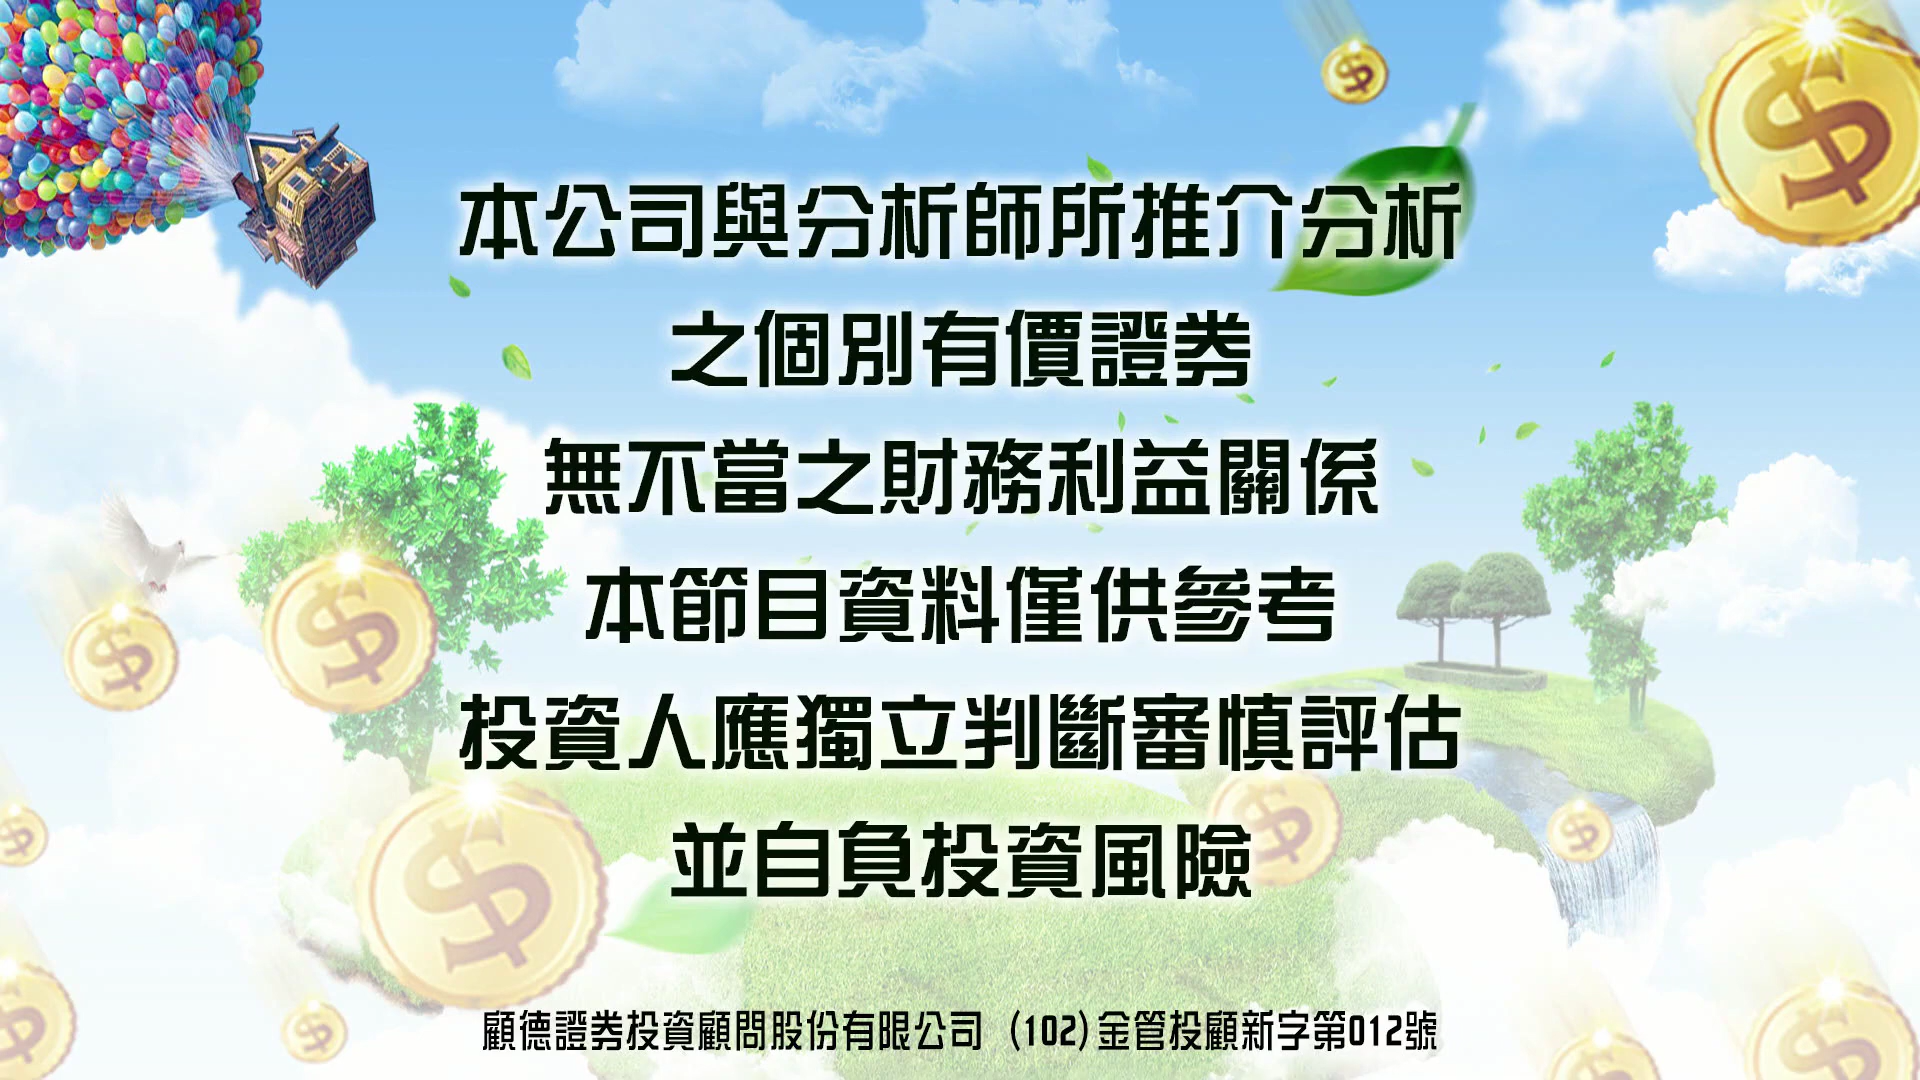 本公司與分析師所推介分析
之個別有價證券
無不當之財務利益關係
本節目資料僅供參考
投資人應獨立判斷審慎評估
並自負投資風險
顧德證券投資顧問股份有限公司 (102)金管投顧新字第012號